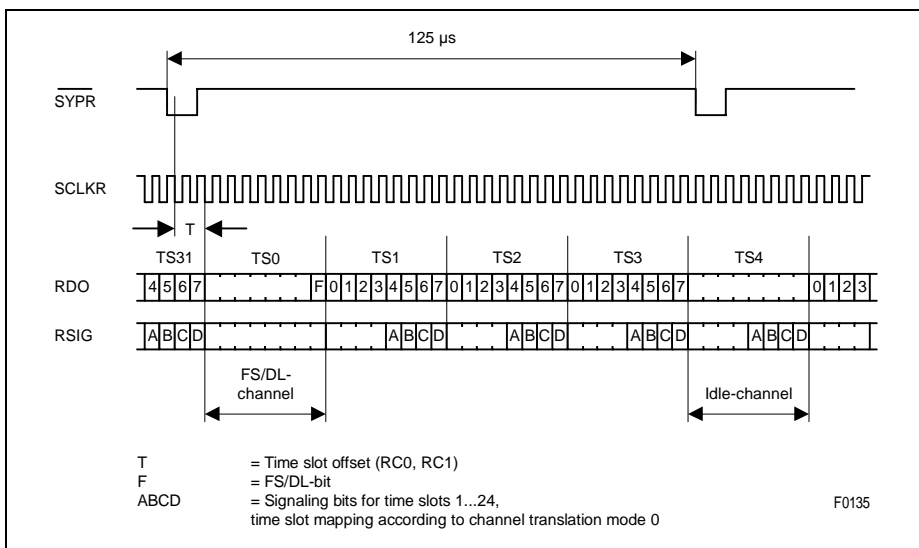 125 µs
SYPR
SCLKR
T
TS31 TS0 TS1 TS2 TS3 TS4
RDO 4 5 6 7 F 0 1 2 3 4 5 6 7 0 1 2 3 4 5 6 7 0 1 2 3 4 5 6 7 0 1 2 3
RSIG A B C D A B C D A B C D A B C D A B C D
FS/DL-
channel
Idle-channel
T = Time slot offset (RC0, RC1)
F = FS/DL-bit
ABCD = Signaling bits for time slots 1...24,
time slot mapping according to channel translation mode 0
F0135